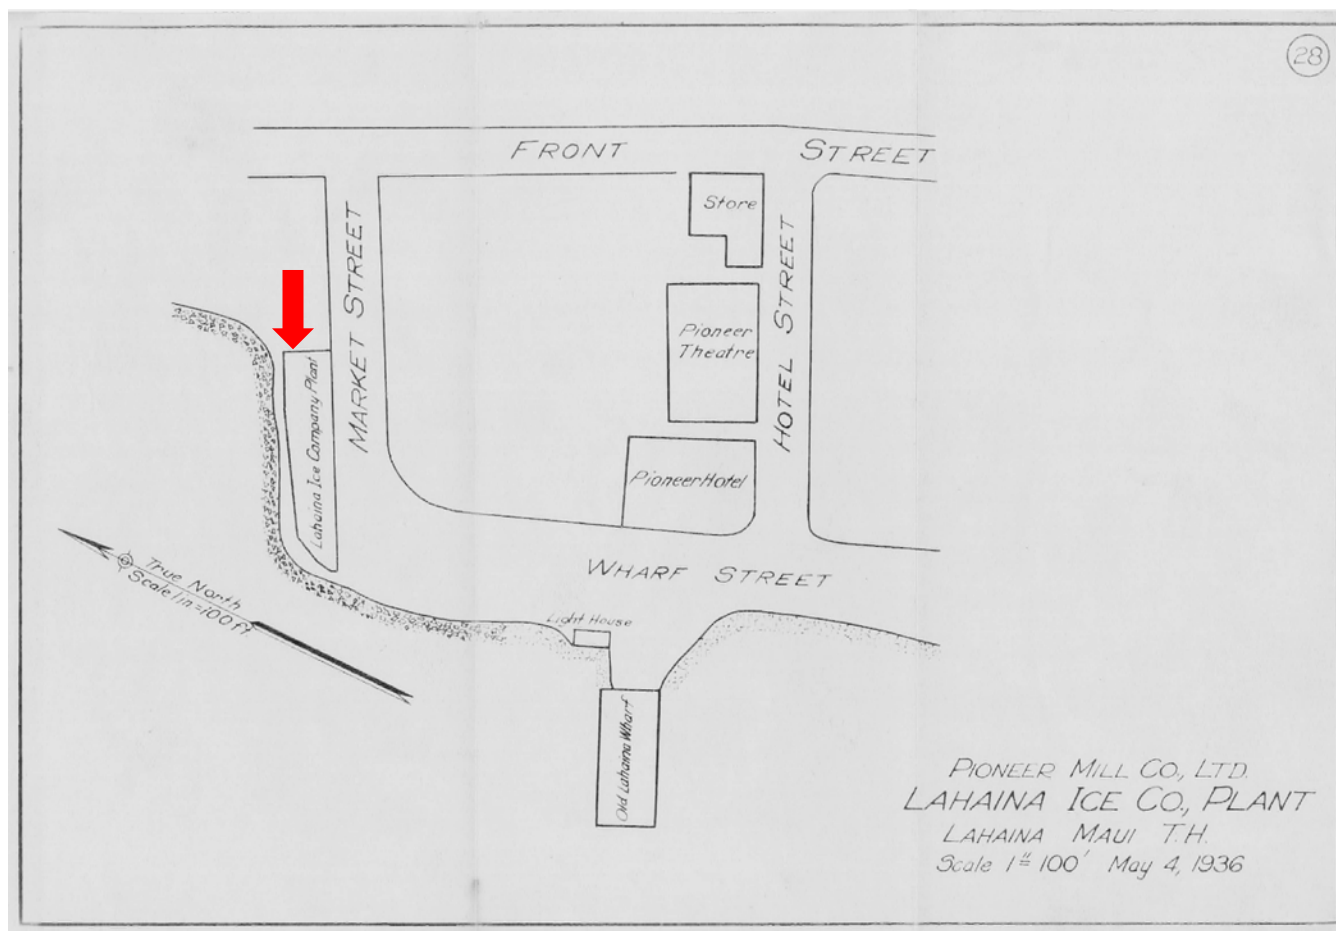 28
FRONT STREET
Store
MARKET STREET
HOTEL STREET
Pioneer
Theatre
Lahaina Ice Company Plant
Pioneer Hotel
True North
Scale 1 in = 100 ft
WHARF STREET
Light House
Old Lahaina Wharf
PIONEER MILL CO., LTD.
LAHAINA ICE CO., PLANT
LAHAINA MAUI T.H.
Scale 1" = 100' May 4, 1936